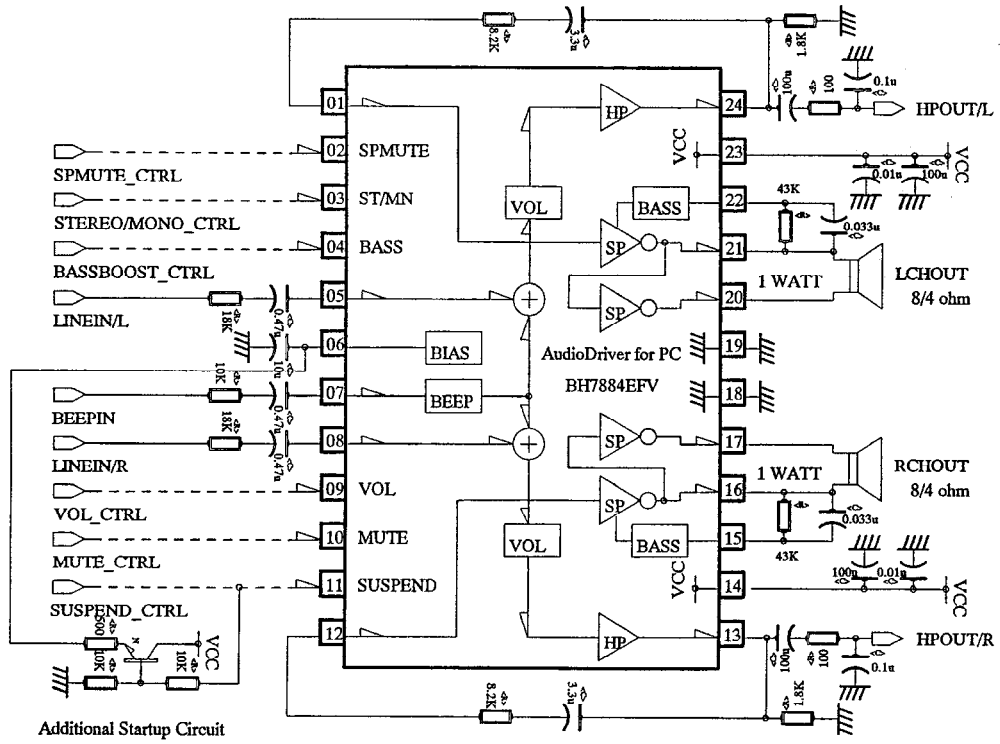 8.2K
3.3u
1.8K
100u
100
0.1u
01
HP
24
HPOUT/L
SPMUTE_CTRL
02
SPMUTE
VCC
23
0.01u
100u
VCC
STEREO/MONO_CTRL
03
ST/MN
VOL
BASS
22
43K
0.033u
BASSBOOST_CTRL
04
BASS
SP
21
1 WATT
LCHOUT
8/4 ohm
LINEIN/L
18K
0.47u
05
+
SP
20
10u
06
BIAS
AudioDriver for PC
BH7884EFV
19
BEEPIN
10K
0.47u
07
BEEP
18
LINEIN/R
18K
0.47u
08
+
SP
17
1 WATT
RCHOUT
8/4 ohm
VOL_CTRL
09
VOL
SP
16
0.033u
MUTE_CTRL
10
MUTE
VOL
BASS
15
43K
SUSPEND_CTRL
11
SUSPEND
VCC
14
100u
0.01u
VCC
12
HP
13
100u
100
0.1u
HPOUT/R
500
N
VCC
10K
10K
8.2K
3.3u
1.8K
Additional Startup Circuit